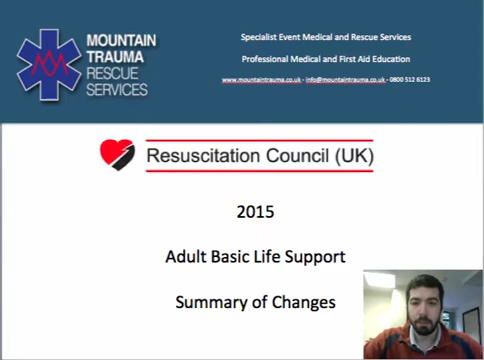 MOUNTAIN
TRAUMA
RESCUE
SERVICES
Specialist Event Medical and Rescue Services
Professional Medical and First Aid Education
www.mountaintrauma.co.uk - info@mountaintrauma.co.uk - 0800 512 6123
Resuscitation Council (UK)
2015
Adult Basic Life Support
Summary of Changes